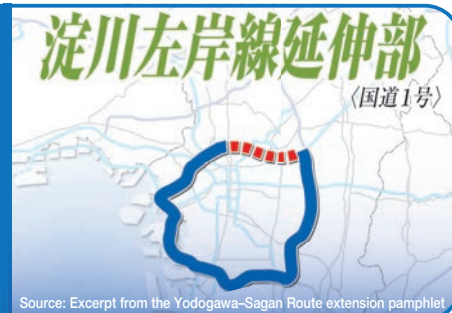 淀川左岸線延伸部
〈国道1号〉
Source: Excerpt from the Yodogawa–Sagan Route extension pamphlet